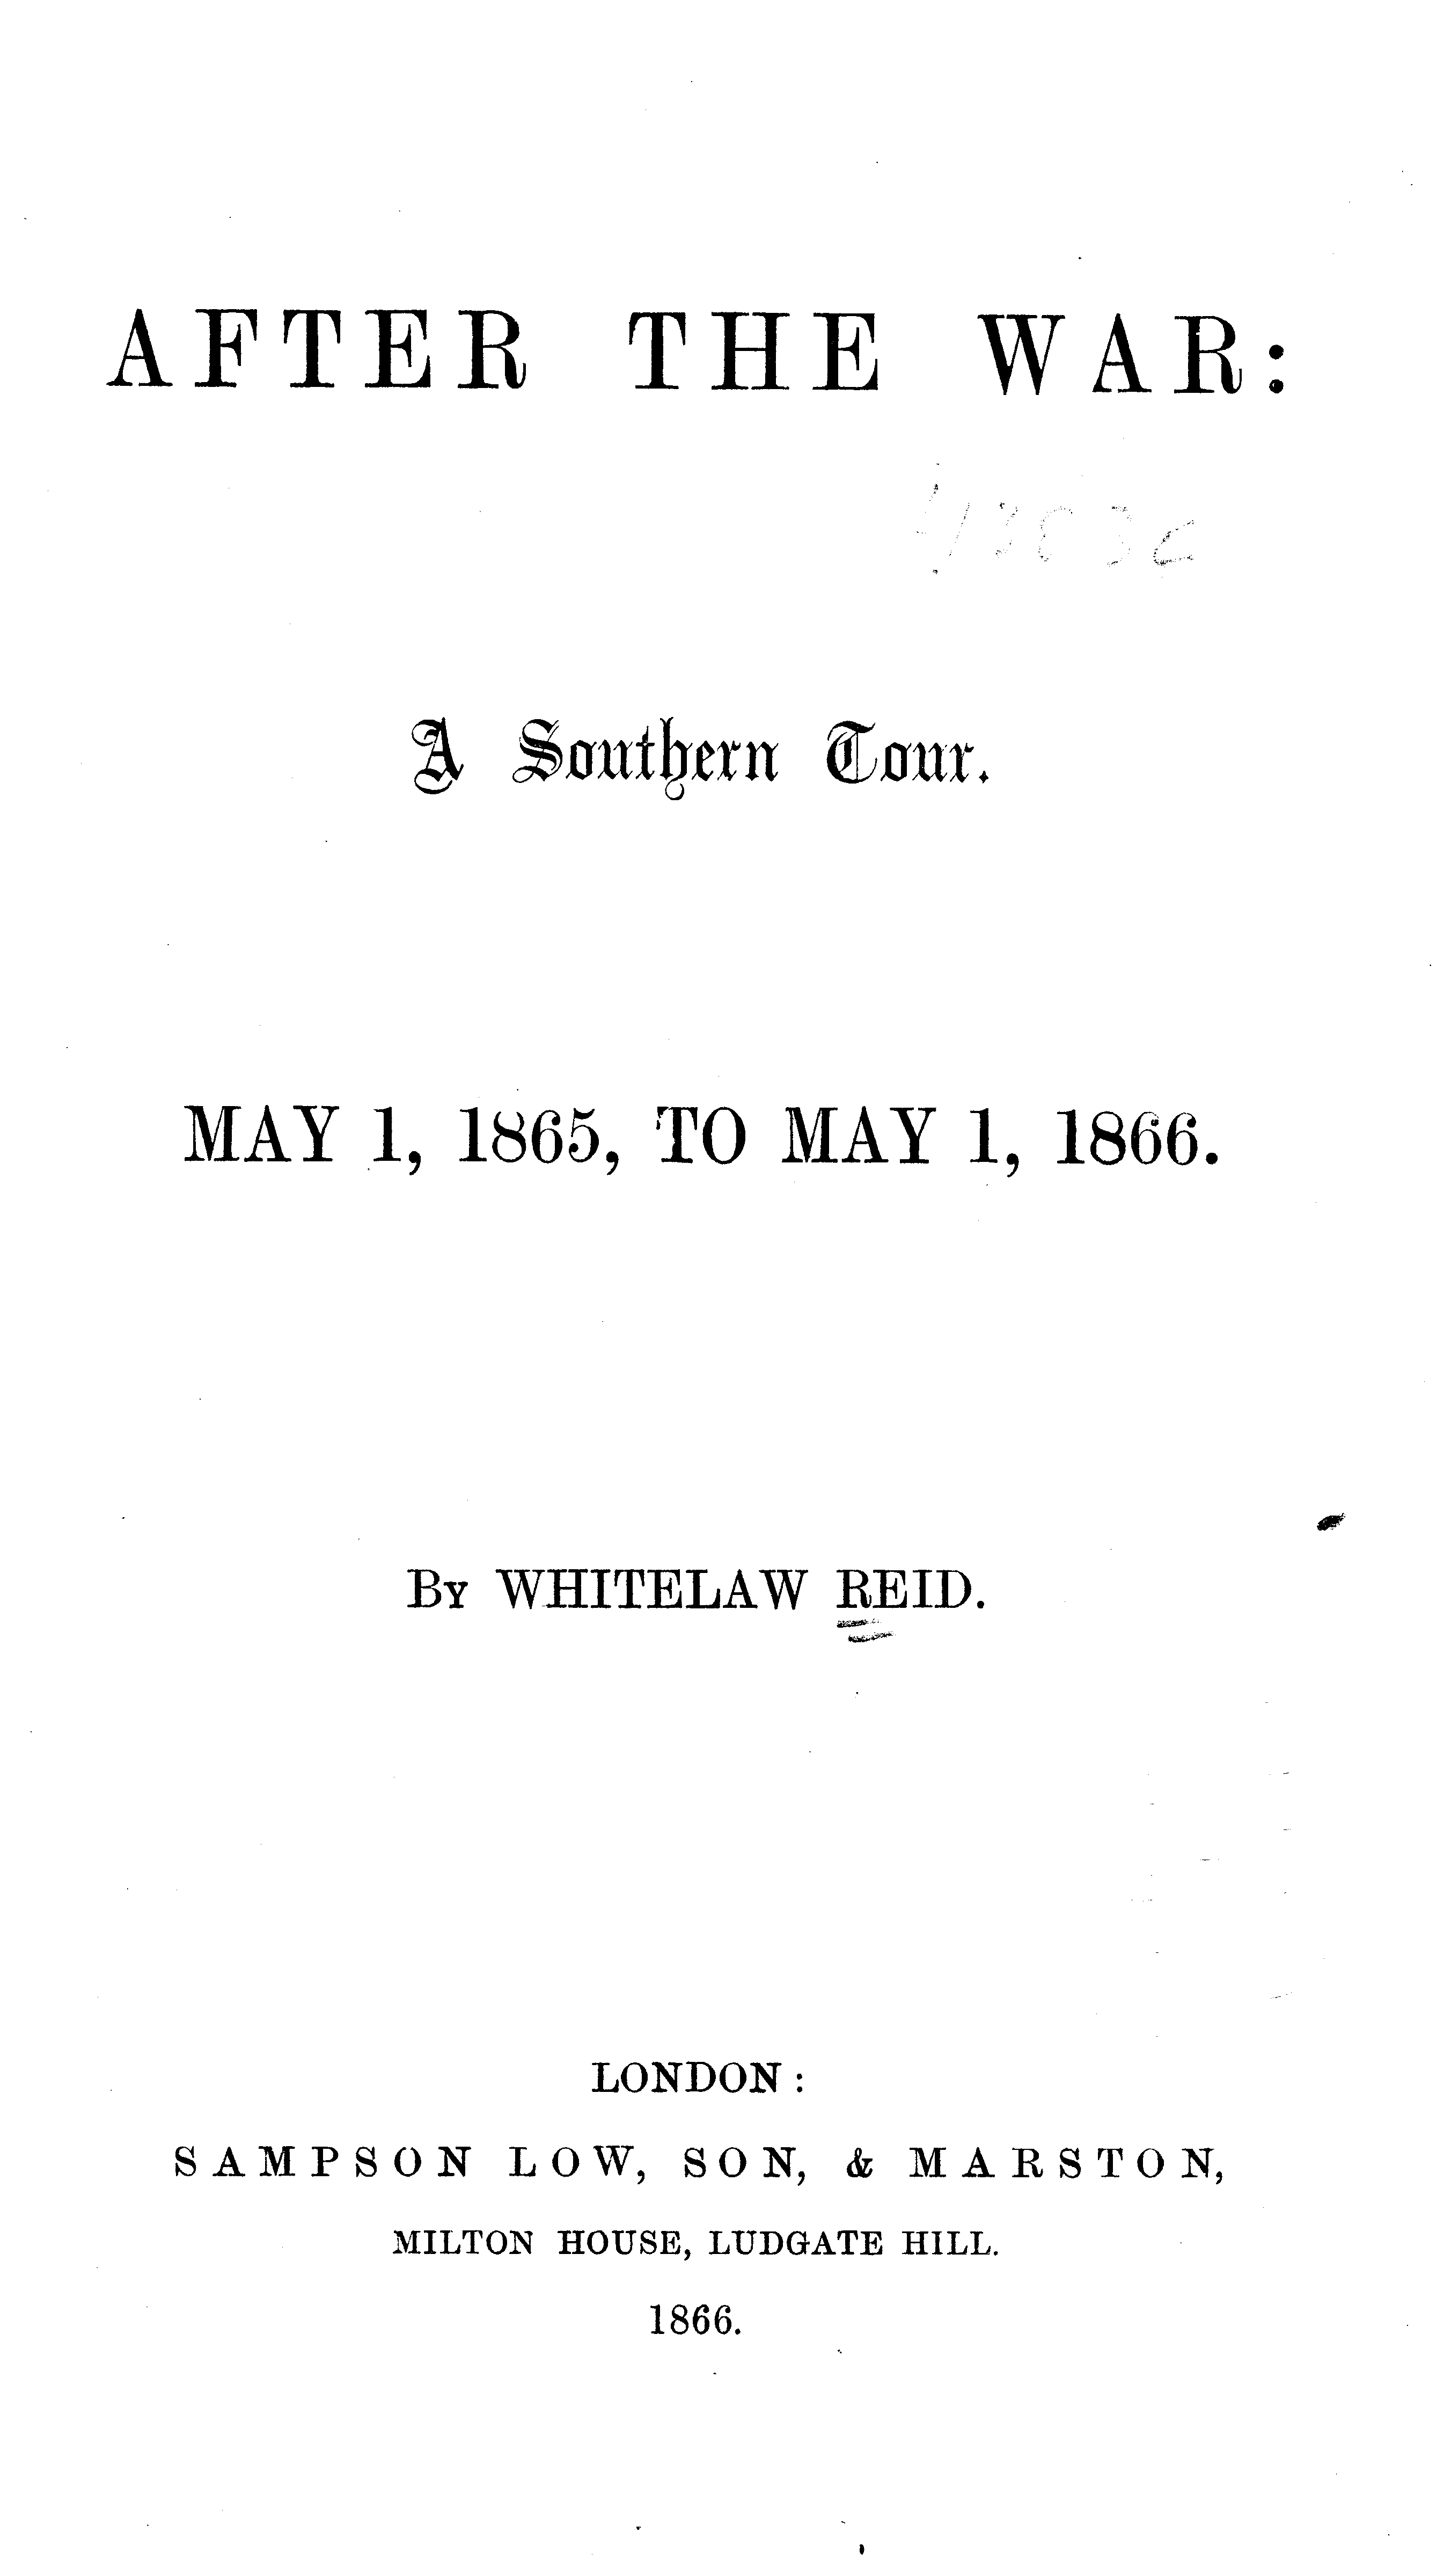 AFTER THE WAR:
A Southern Tour.
MAY 1, 1865, TO MAY 1, 1866.
By WHITELAW REID.
LONDON:
SAMPSON LOW, SON, & MARSTON,
MILTON HOUSE, LUDGATE HILL.
1866.